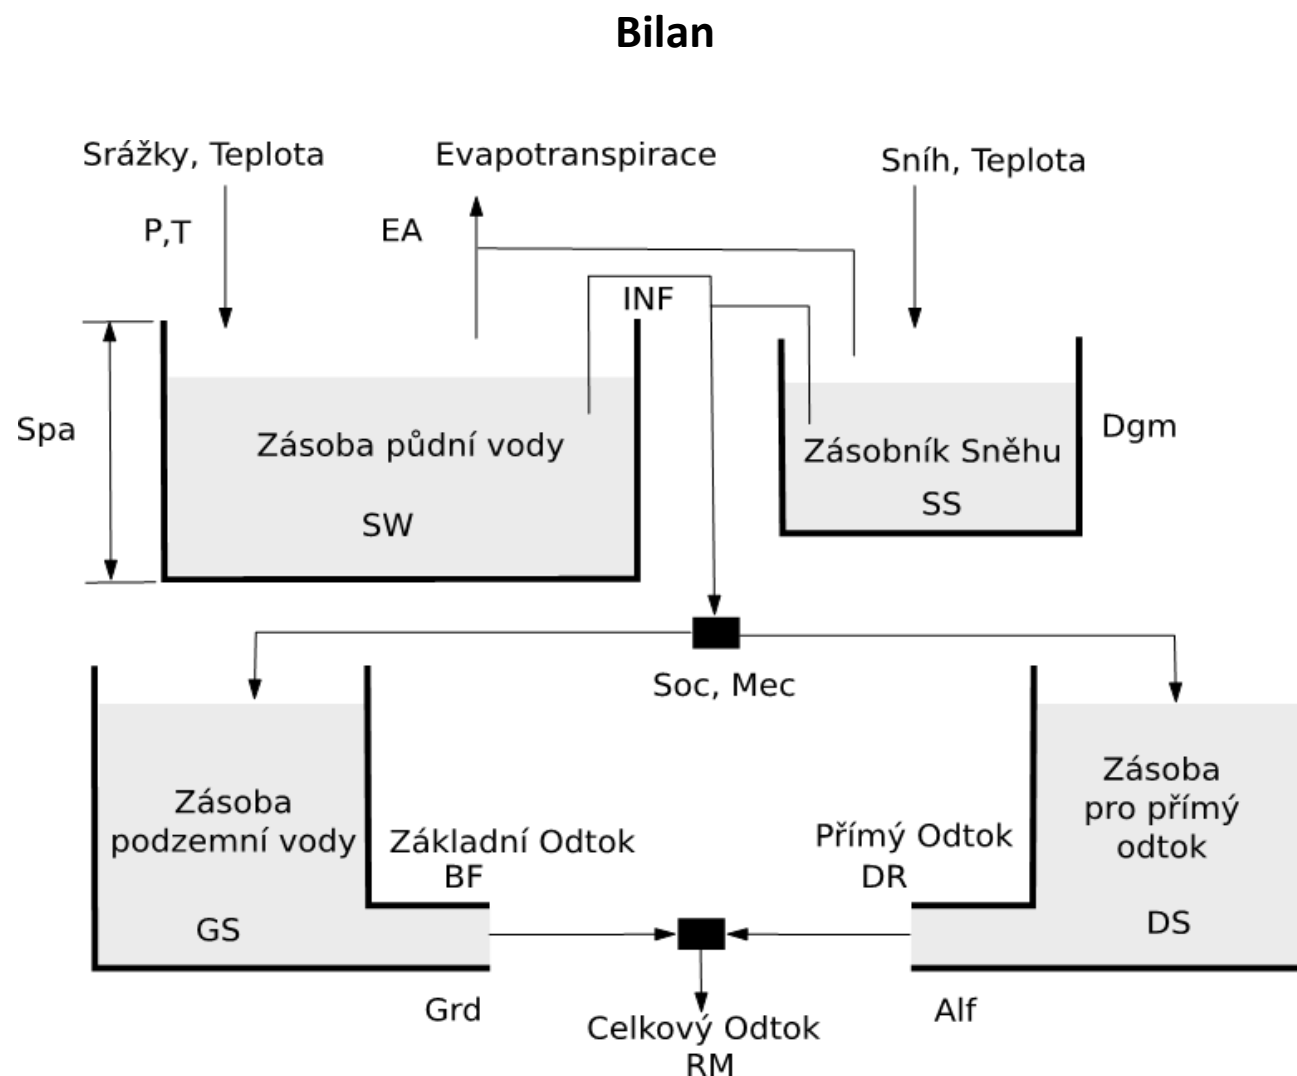 Bilan
Srážky, Teplota
Evapotranspirace
Sníh, Teplota
P,T
EA
INF
Spa
Zásoba půdní vody
SW
Zásobník Sněhu
SS
Dgm
Soc, Mec
Zásoba
podzemní vody
GS
Základní Odtok
BF
Přímý Odtok
DR
Zásoba
pro přímý
odtok
DS
Grd
Alf
Celkový Odtok
RM